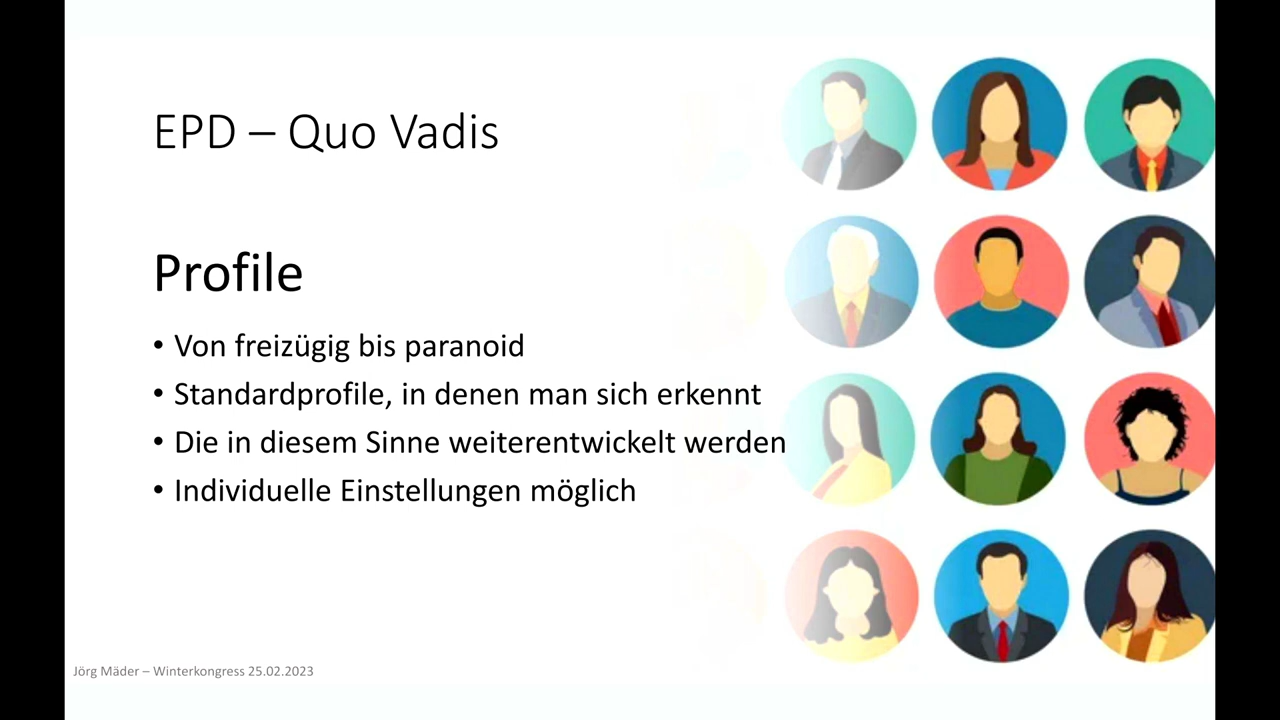 EPD – Quo Vadis
Profile
• Von freizügig bis paranoid
• Standardprofile, in denen man sich erkennt
• Die in diesem Sinne weiterentwickelt werden
• Individuelle Einstellungen möglich
Jörg Mäder – Winterkongress 25.02.2023